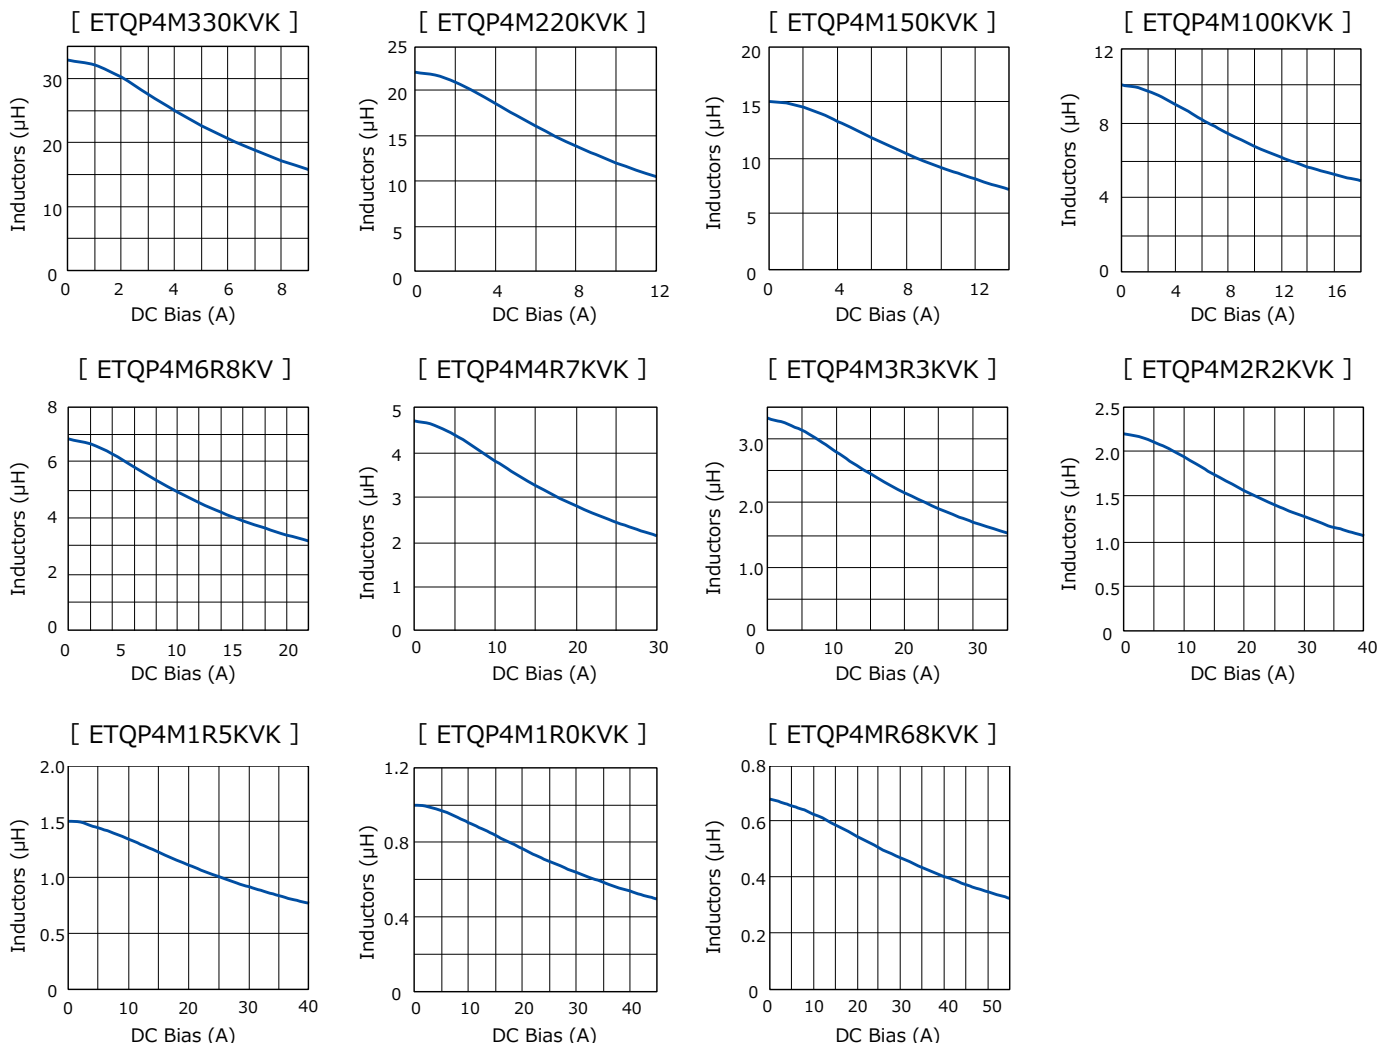 [ ETQP4M330KVK ]
30
20
10
0
0 2 4 6 8
Inductors (μH)
DC Bias (A)
[ ETQP4M220KVK ]
25
20
15
10
5
0
0 4 8 12
Inductors (μH)
DC Bias (A)
[ ETQP4M150KVK ]
20
15
10
5
0
0 4 8 12
Inductors (μH)
DC Bias (A)
[ ETQP4M100KVK ]
12
8
4
0
0 4 8 12 16
Inductors (μH)
DC Bias (A)
[ ETQP4M6R8KV ]
8
6
4
2
0
0 5 10 15 20
Inductors (μH)
DC Bias (A)
[ ETQP4M4R7KVK ]
5
4
3
2
1
0
0 10 20 30
Inductors (μH)
DC Bias (A)
[ ETQP4M3R3KVK ]
3.0
2.0
1.0
0
0 10 20 30
Inductors (μH)
DC Bias (A)
[ ETQP4M2R2KVK ]
2.5
2.0
1.5
1.0
0.5
0
0 10 20 30 40
Inductors (μH)
DC Bias (A)
[ ETQP4M1R5KVK ]
2.0
1.5
1.0
0.5
0
0 10 20 30 40
Inductors (μH)
DC Bias (A)
[ ETQP4M1R0KVK ]
1.2
0.8
0.4
0
0 10 20 30 40
Inductors (μH)
DC Bias (A)
[ ETQP4MR68KVK ]
0.8
0.6
0.4
0.2
0
0 10 20 30 40 50
Inductors (μH)
DC Bias (A)